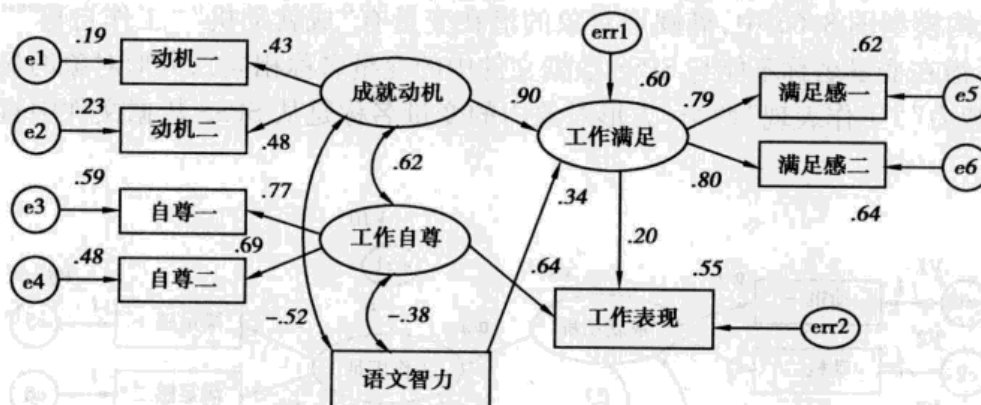 err1
.19
.62
e1
动机一
.43
.60
成就动机
.90
.79
满足感一
e5
.23
e2
动机二
.48
工作满足
.62
满足感二
e6
.59
.77
.34
.80
e3
自尊一
.64
.69
工作自尊
.20
.48
.64
.55
e4
自尊二
-.52
-.38
工作表现
err2
语文智力